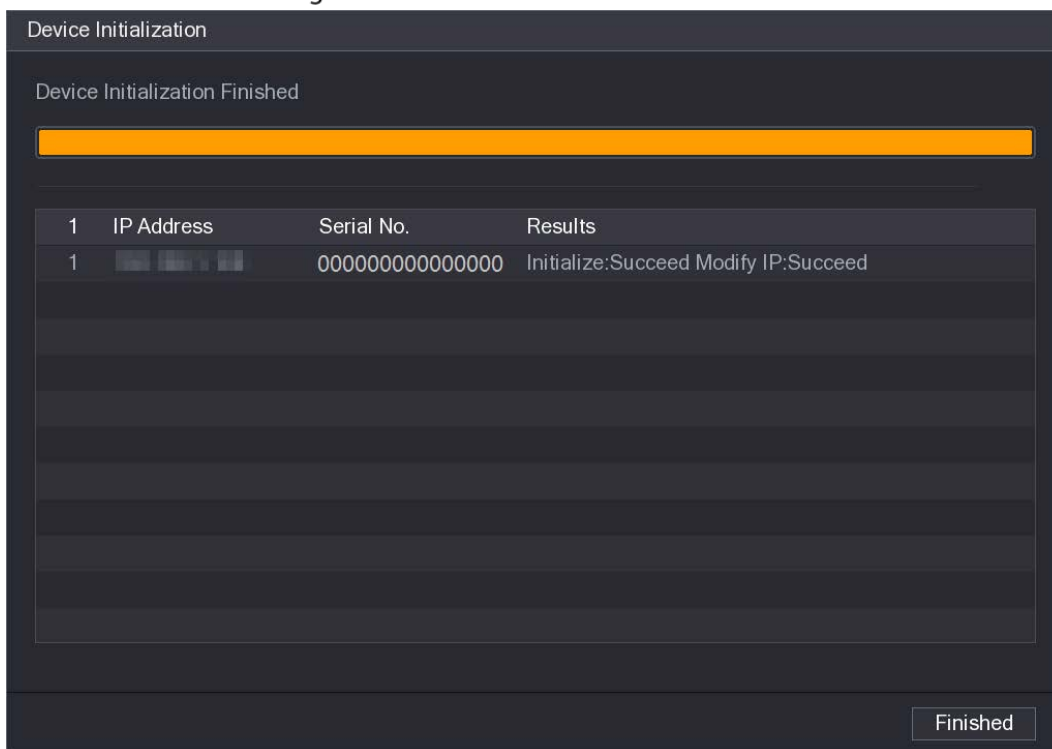 Device Initialization
Device Initialization Finished
1 IP Address Serial No. Results
1 000000000000000 Initialize:Succeed Modify IP:Succeed
Finished